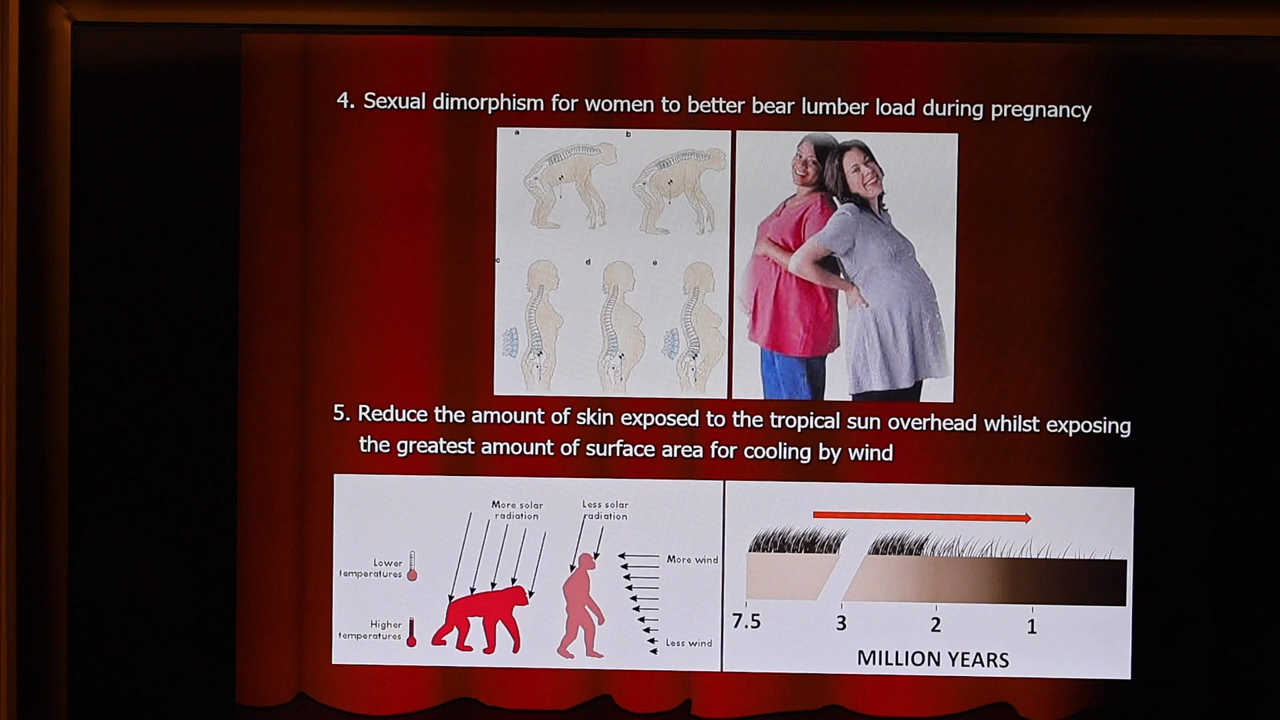 4. Sexual dimorphism for women to better bear lumber load during pregnancy
a
b
c
d
e
5. Reduce the amount of skin exposed to the tropical sun overhead whilst exposing
the greatest amount of surface area for cooling by wind
More solar
radiation
Less solar
radiation
Lower
temperatures
More wind
Higher
temperatures
Less wind
7.5
3
2
1
MILLION YEARS